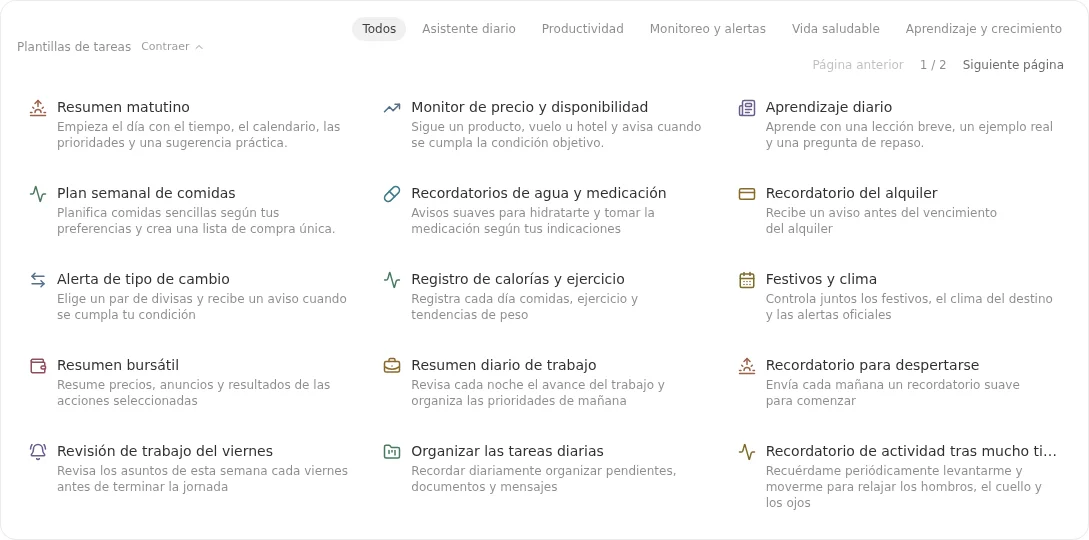 Todos
Asistente diario
Productividad
Monitoreo y alertas
Vida saludable
Aprendizaje y crecimiento
Plantillas de tareas
Contraer
Página anterior
1 / 2
Siguiente página
Resumen matutino
Empieza el día con el tiempo, el calendario, las
prioridades y una sugerencia práctica.
Monitor de precio y disponibilidad
Sigue un producto, vuelo u hotel y avisa cuando
se cumpla la condición objetivo.
Aprendizaje diario
Aprende con una lección breve, un ejemplo real
y una pregunta de repaso.
Plan semanal de comidas
Planifica comidas sencillas según tus
preferencias y crea una lista de compra única.
Recordatorios de agua y medicación
Avisos suaves para hidratarte y tomar la
medicación según tus indicaciones
Recordatorio del alquiler
Recibe un aviso antes del vencimiento
del alquiler
Alerta de tipo de cambio
Elige un par de divisas y recibe un aviso cuando
se cumpla tu condición
Registro de calorías y ejercicio
Registra cada día comidas, ejercicio y
tendencias de peso
Festivos y clima
Controla juntos los festivos, el clima del destino
y las alertas oficiales
Resumen bursátil
Resume precios, anuncios y resultados de las
acciones seleccionadas
Resumen diario de trabajo
Revisa cada noche el avance del trabajo y
organiza las prioridades de mañana
Recordatorio para despertarse
Envía cada mañana un recordatorio suave
para comenzar
Revisión de trabajo del viernes
Revisa los asuntos de esta semana cada viernes
antes de terminar la jornada
Organizar las tareas diarias
Recordar diariamente organizar pendientes,
documentos y mensajes
Recordatorio de actividad tras mucho ti...
Recuérdame periódicamente levantarme y
moverme para relajar los hombros, el cuello y
los ojos